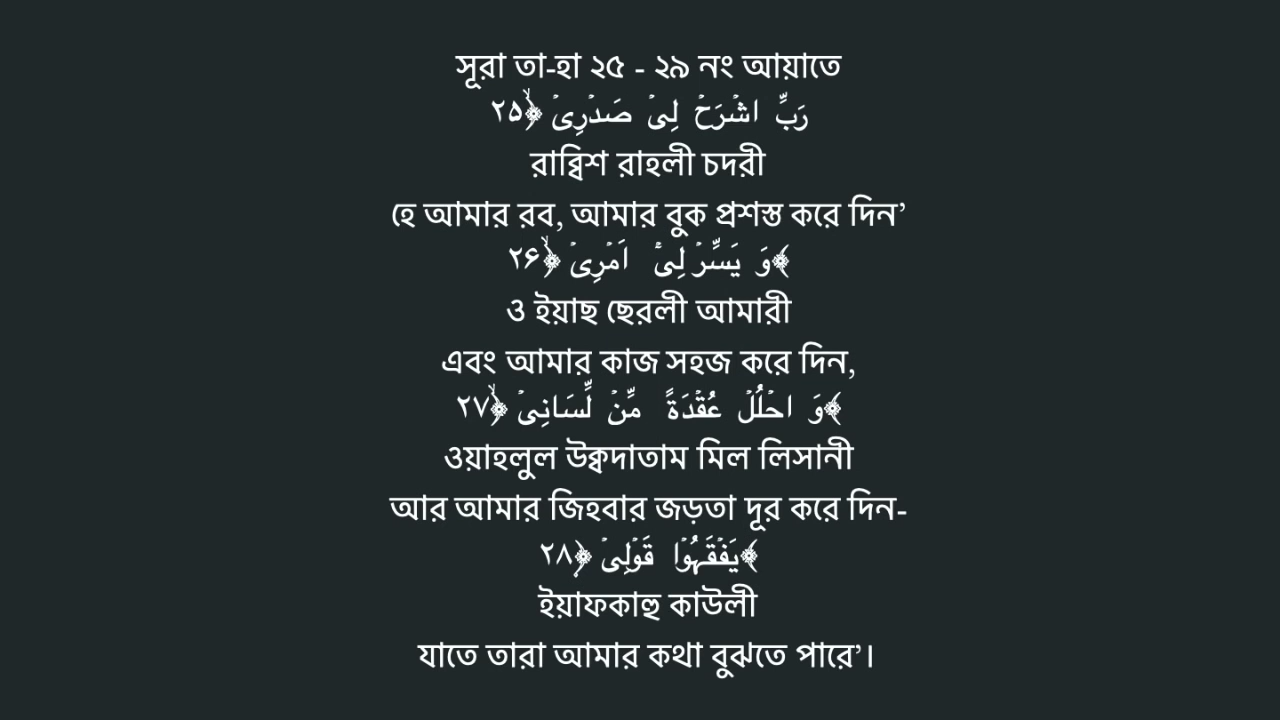 সূরা তা-হা ২৫ - ২৯ নং আয়াতে
رَبِّ اشۡرَحۡ لِیۡ صَدۡرِیۡ ﴿ۙ۲۵
রাব্বিশ রাহলী চদরী
হে আমার রব, আমার বুক প্রশস্ত করে দিন’
﴾وَ یَسِّرۡ لِیۡۤ اَمۡرِیۡ ﴿ۙ۲۶
ও ইয়াছ ছেরলী আমারী
এবং আমার কাজ সহজ করে দিন,
﴾وَ احۡلُلۡ عُقۡدَۃً مِّنۡ لِّسَانِیۡ ﴿ۙ۲۷
ওয়াহলুল উক্বদাতাম মিল লিসানী
আর আমার জিহবার জড়তা দূর করে দিন-
﴾یَفۡقَہُوۡا قَوۡلِیۡ ﴿۪۲۸
ইয়াফকাহু কাউলী
যাতে তারা আমার কথা বুঝতে পারে’।